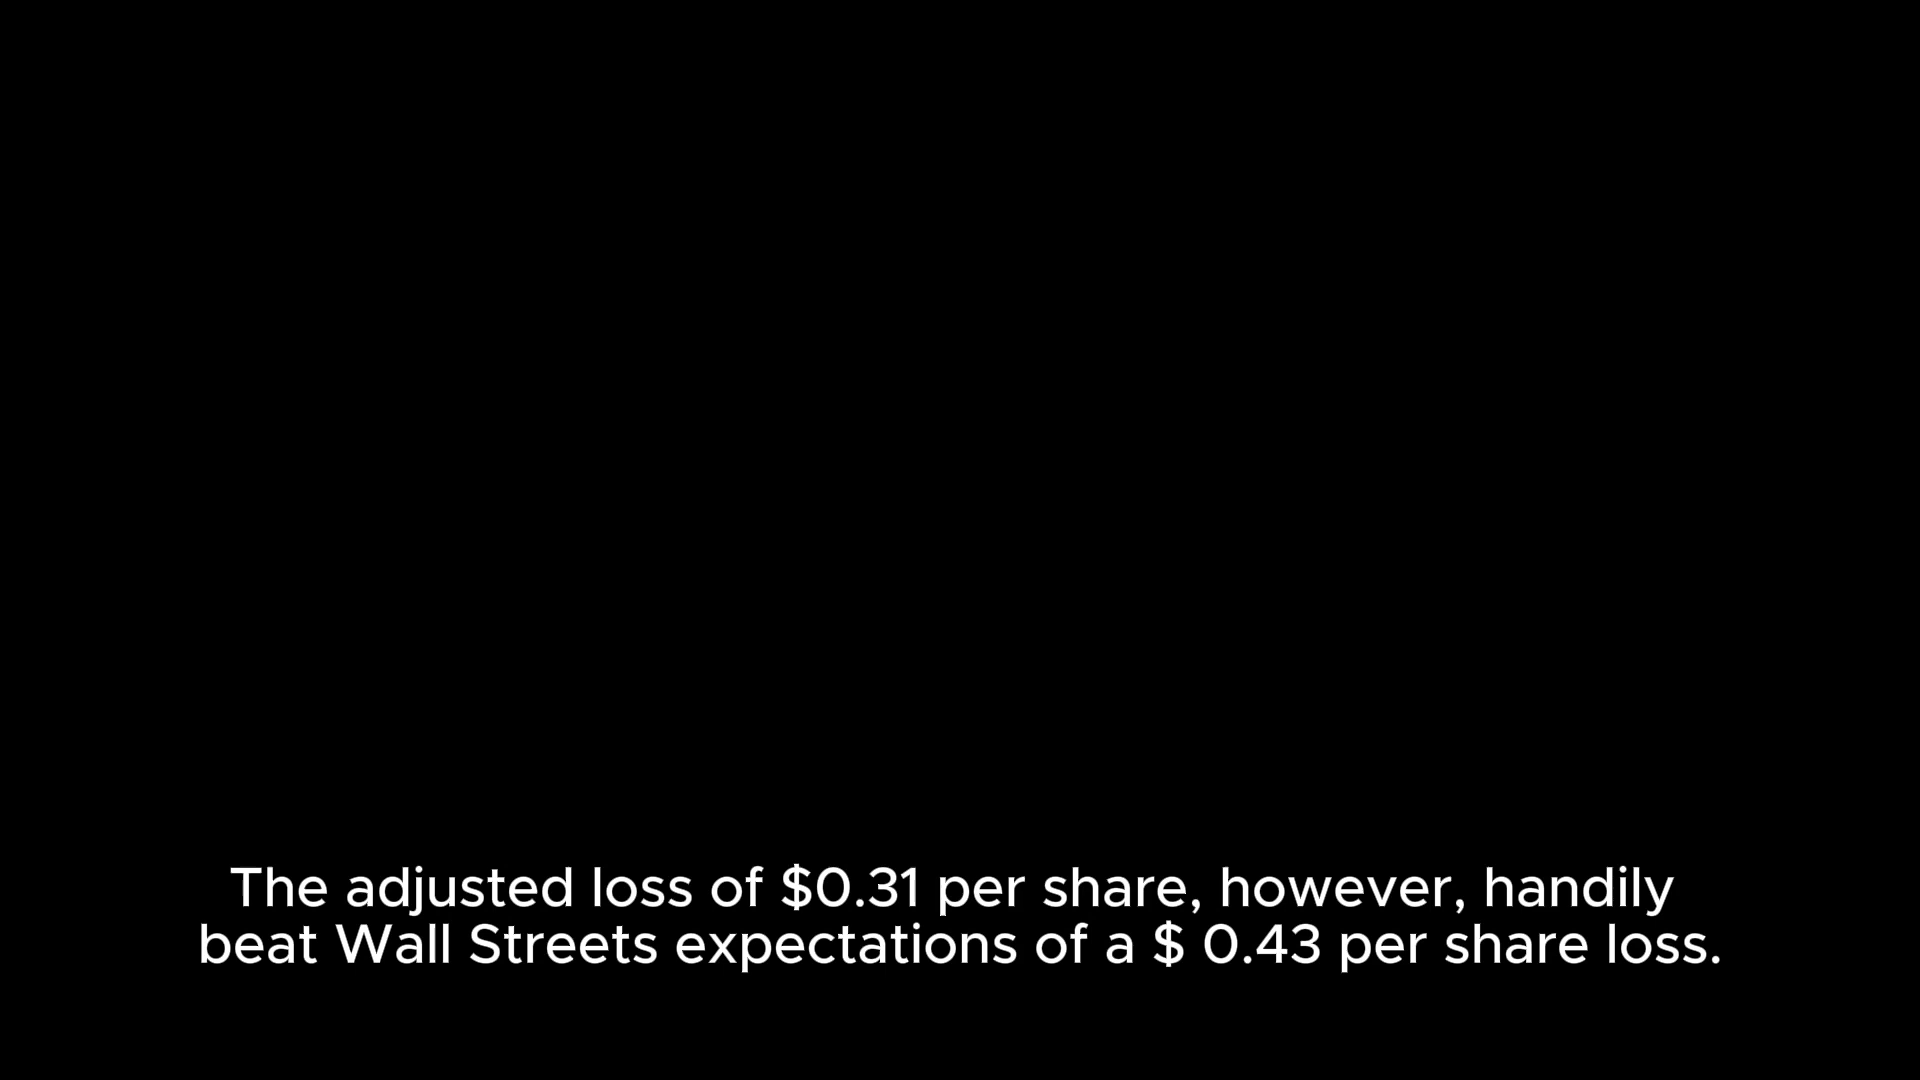 The adjusted loss of $0.31 per share, however, handily
beat Wall Streets expectations of a $ 0.43 per share loss.